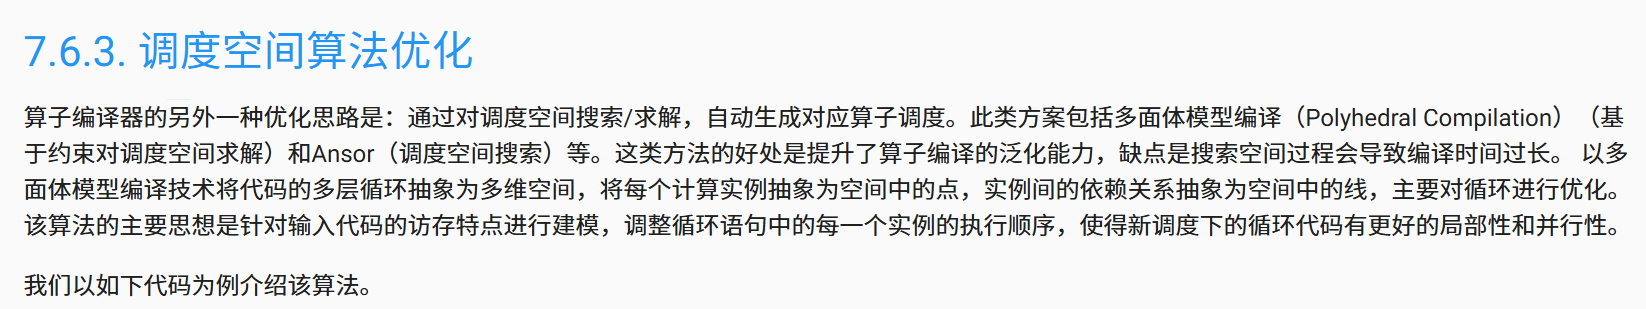 7.6.3. 调度空间算法优化
算子编译器的另外一种优化思路是：通过对调度空间搜索/求解，自动生成对应算子调度。此类方案包括多面体模型编译（Polyhedral Compilation）（基
于约束对调度空间求解）和Ansor（调度空间搜索）等。这类方法的好处是提升了算子编译的泛化能力，缺点是搜索空间过程会导致编译时间过长。 以多
面体模型编译技术将代码的多层循环抽象为多维空间，将每个计算实例抽象为空间中的点，实例间的依赖关系抽象为空间中的线，主要对循环进行优化。
该算法的主要思想是针对输入代码的访存特点进行建模，调整循环语句中的每一个实例的执行顺序，使得新调度下的循环代码有更好的局部性和并行性。
我们以如下代码为例介绍该算法。